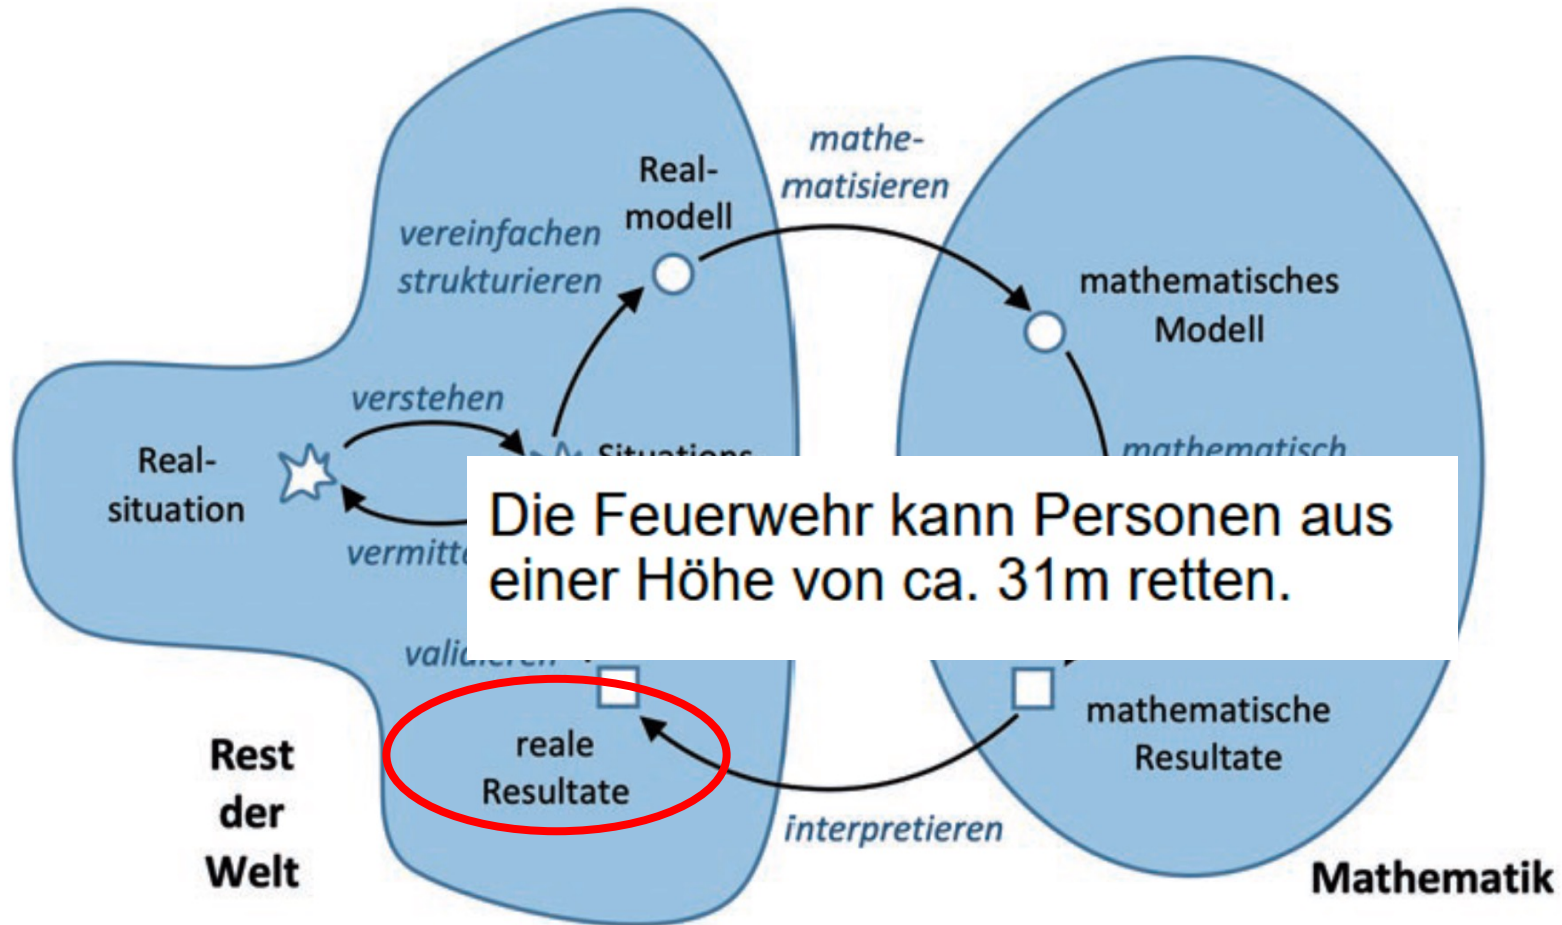 mathe-
matisieren
Real-
modell
vereinfachen
strukturieren
mathematisches
Modell
verstehen
Real-
situation
mathematisch
Die Feuerwehr kann Personen aus
einer Höhe von ca. 31m retten.
reale
Resultate
mathematische
Resultate
interpretieren
Rest
der
Welt
Mathematik